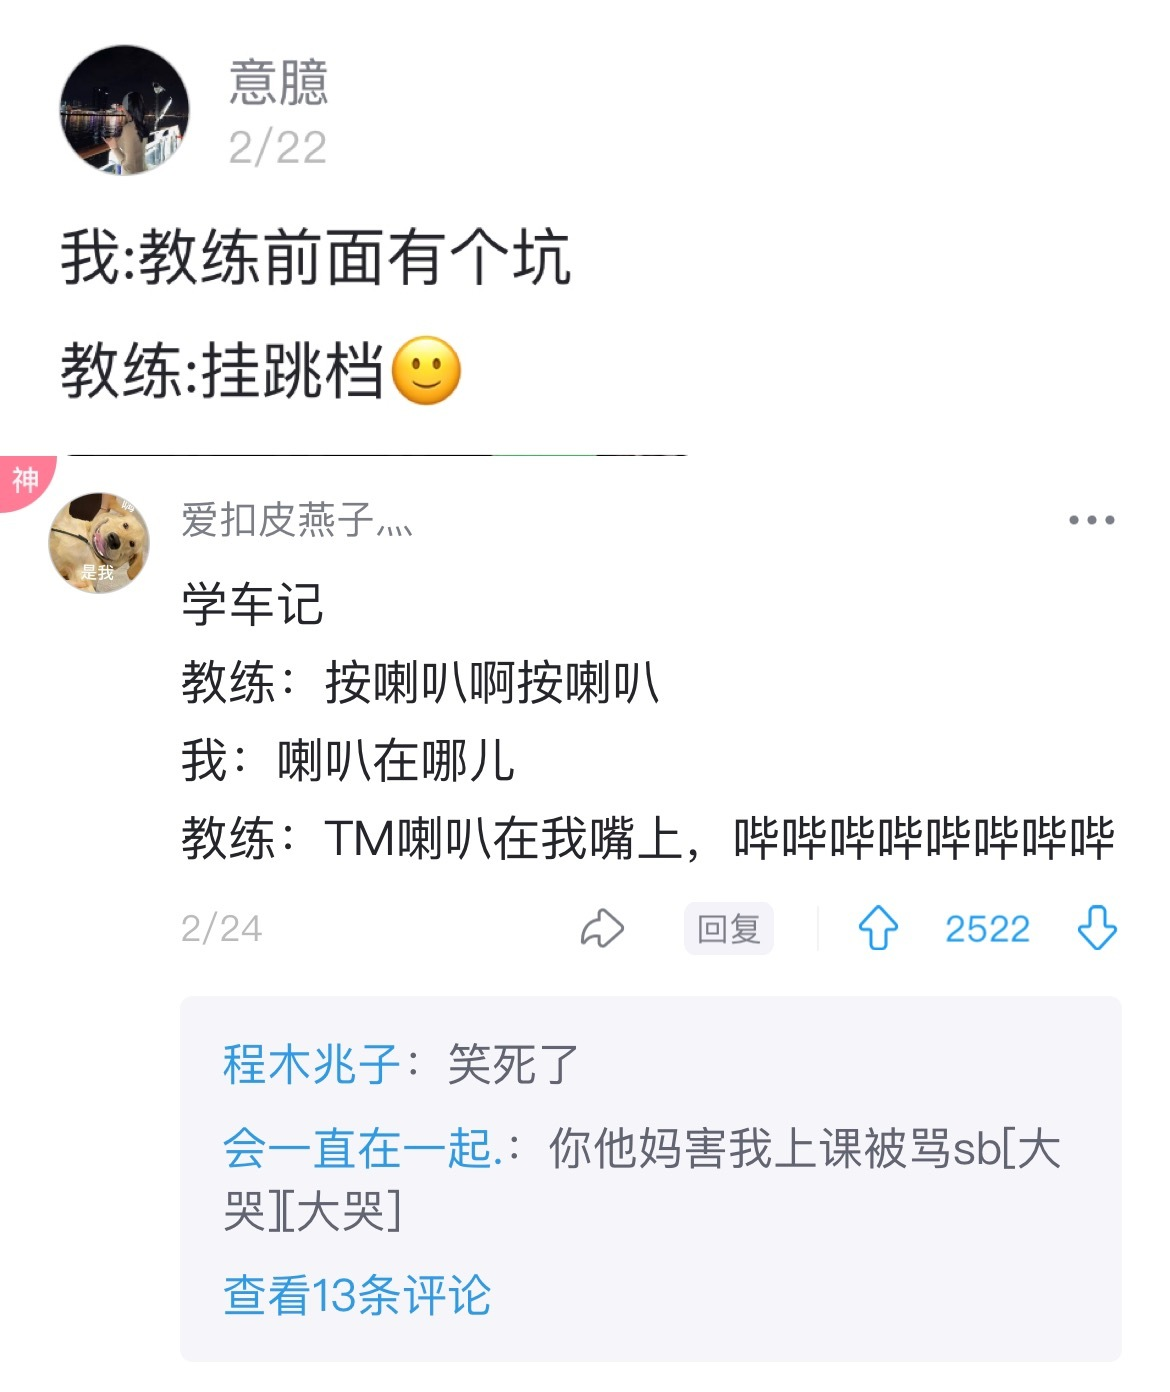 意臆
2/22
我:教练前面有个坑
教练:挂跳档🙂
神
爱扣皮燕子灬
学车记
教练：按喇叭啊按喇叭
我：喇叭在哪儿
教练：TM喇叭在我嘴上，哔哔哔哔哔哔哔哔
2/24
回复
2522
程木兆子：笑死了
会一直在一起.：你他妈害我上课被骂sb[大
哭][大哭]
查看13条评论
是我